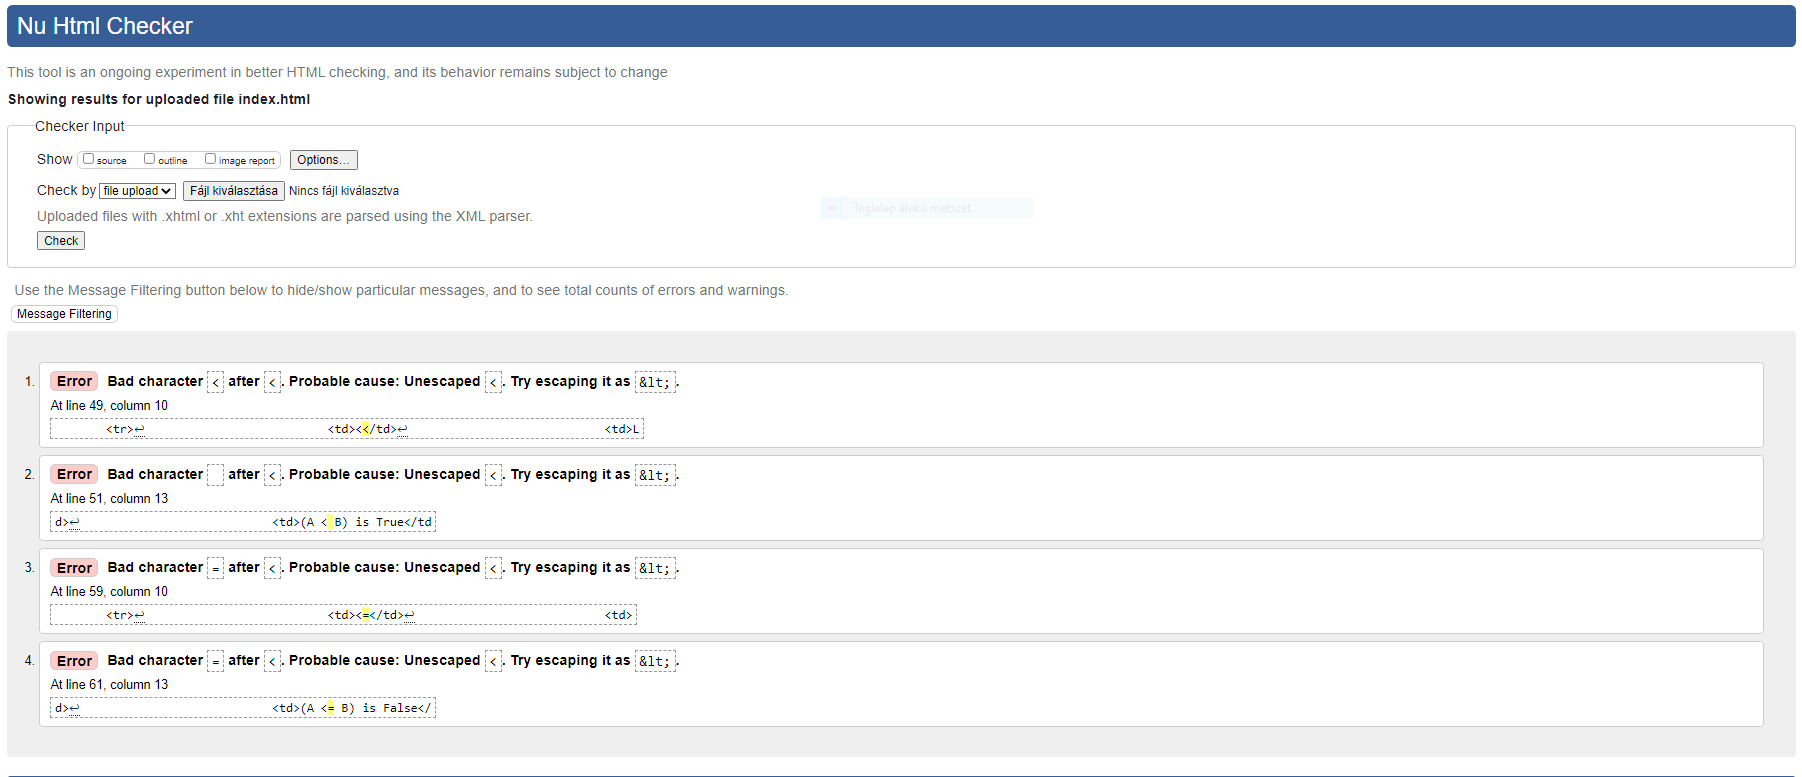 Nu Html Checker
This tool is an ongoing experiment in better HTML checking, and its behavior remains subject to change
Showing results for uploaded file index.html
Checker Input
Show source outline image report Options...
Check by file upload Fájl kiválasztása Nincs fájl kiválasztva
Téglalap alakú metszet
Uploaded files with .xhtml or .xht extensions are parsed using the XML parser.
Check
Use the Message Filtering button below to hide/show particular messages, and to see total counts of errors and warnings.
Message Filtering
1. Error Bad character < after <. Probable cause: Unescaped <. Try escaping it as &lt;.
At line 49, column 10
<tr>↩ <td><</td>↩ <td>L
2. Error Bad character   after <. Probable cause: Unescaped <. Try escaping it as &lt;.
At line 51, column 13
d>↩ <td>(A < B) is True</td
3. Error Bad character = after <. Probable cause: Unescaped <. Try escaping it as &lt;.
At line 59, column 10
<tr>↩ <td><=</td>↩ <td>
4. Error Bad character = after <. Probable cause: Unescaped <. Try escaping it as &lt;.
At line 61, column 13
d>↩ <td>(A <= B) is False</